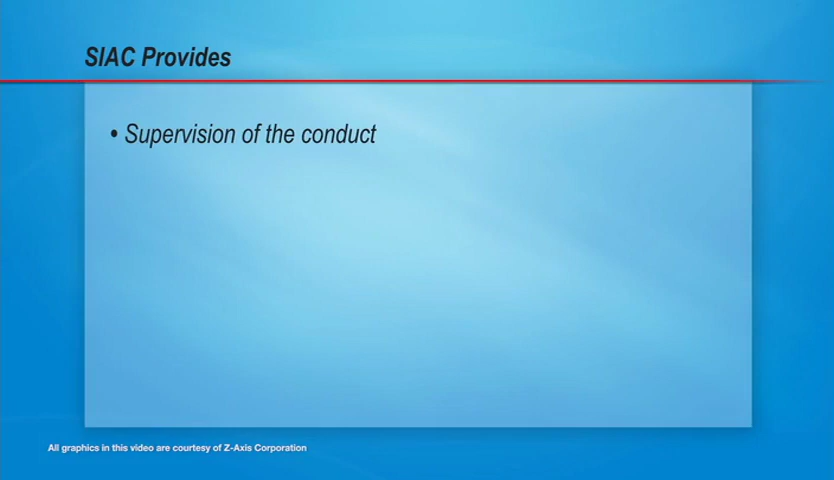 SIAC Provides
• Supervision of the conduct
All graphics in this video are courtesy of Z-Axis Corporation